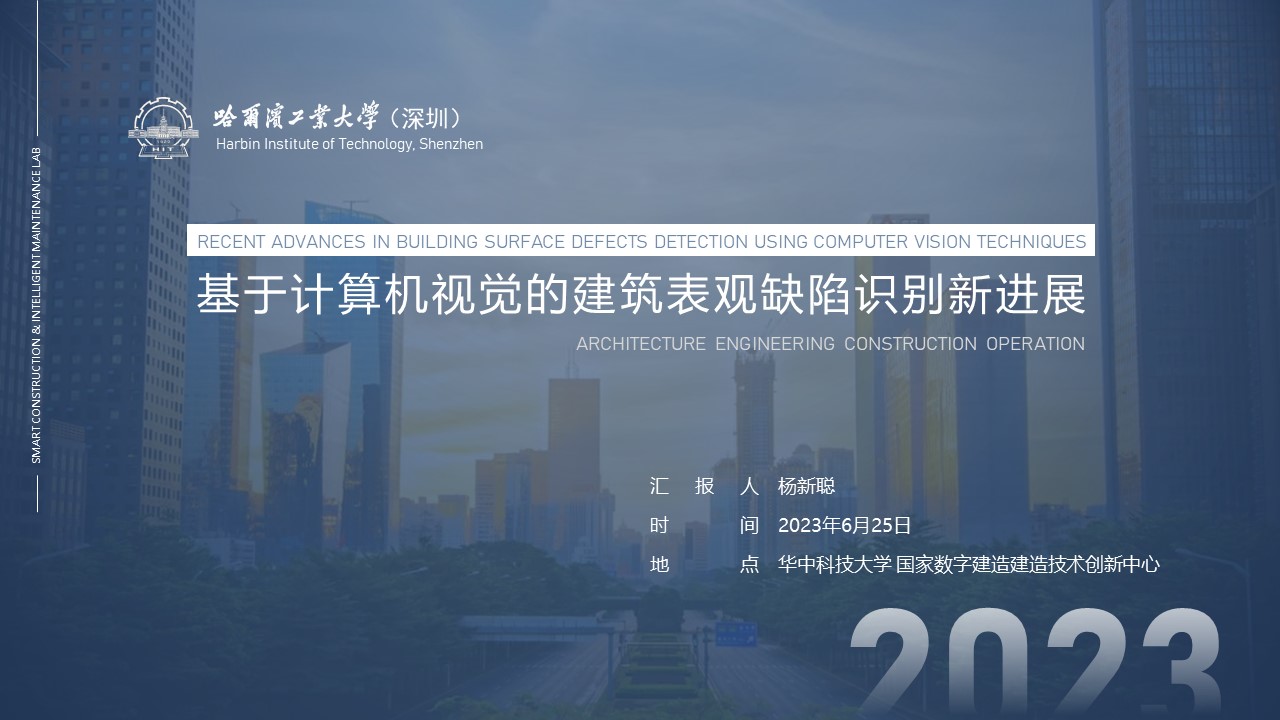 哈爾濱工業大學（深圳）
Harbin Institute of Technology, Shenzhen
HIT
SMART CONSTRUCTION & INTELLIGENT MAINTENANCE LAB
RECENT ADVANCES IN BUILDING SURFACE DEFECTS DETECTION USING COMPUTER VISION TECHNIQUES
基于计算机视觉的建筑表观缺陷识别新进展
ARCHITECTURE ENGINEERING CONSTRUCTION OPERATION
汇报人 杨新聪
时间 2023年6月25日
地点 华中科技大学 国家数字建造建造技术创新中心
2023